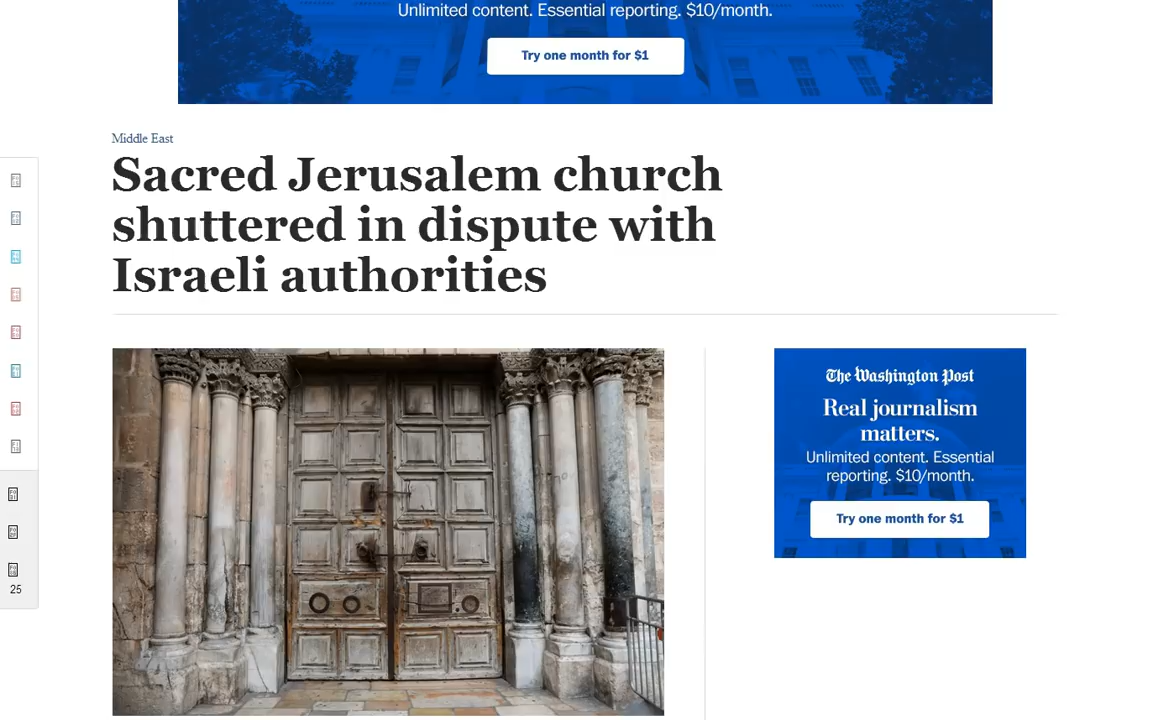 Unlimited content. Essential reporting. $10/month.
Try one month for $1
Middle East
Sacred Jerusalem church
shuttered in dispute with
Israeli authorities
The Washington Post
Real journalism
matters.
Unlimited content. Essential
reporting. $10/month.
Try one month for $1
25